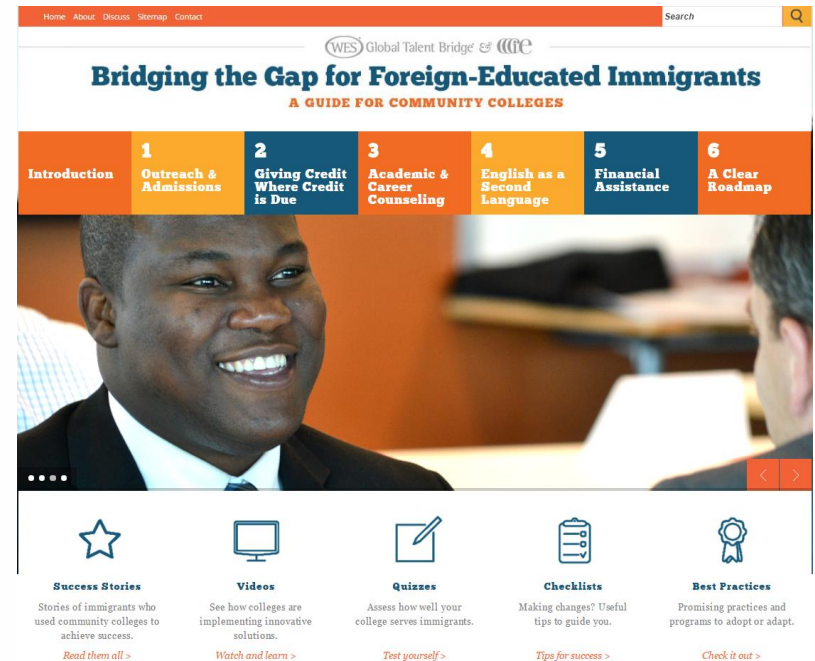 Home About Discuss Sitemap Contact
Search
WES Global Talent Bridge & CCCIE
Bridging the Gap for Foreign-Educated Immigrants
A GUIDE FOR COMMUNITY COLLEGES
Introduction
1
Outreach &
Admissions
2
Giving Credit
Where Credit
is Due
3
Academic &
Career
Counseling
4
English as a
Second
Language
5
Financial
Assistance
6
A Clear
Roadmap
Success Stories
Stories of immigrants who
used community colleges to
achieve success.
Read them all >
Videos
See how colleges are
implementing innovative
solutions.
Watch and learn >
Quizzes
Assess how well your
college serves immigrants.
Test yourself >
Checklists
Making changes? Useful
tips to guide you.
Tips for success >
Best Practices
Promising practices and
programs to adopt or adapt.
Check it out >